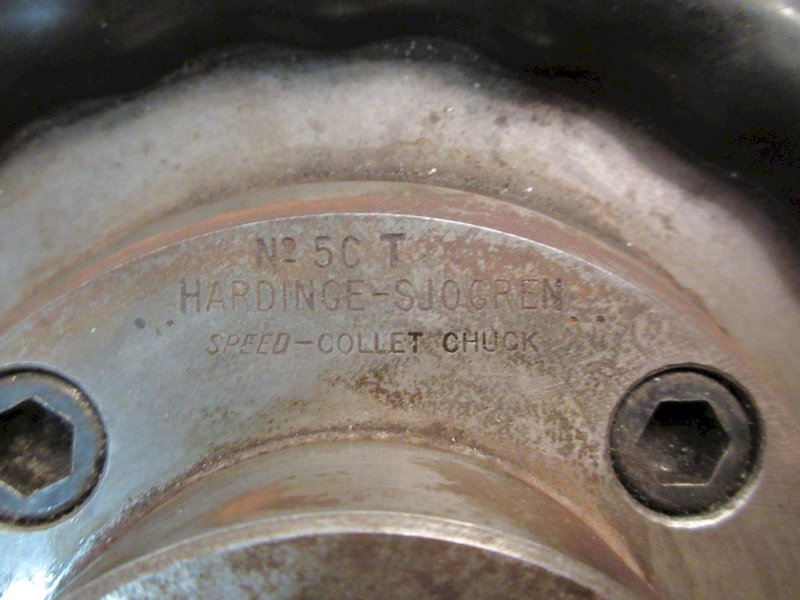 Nº 5C T
HARDINGE-SJOGREN
SPEED-COLLET CHUCK